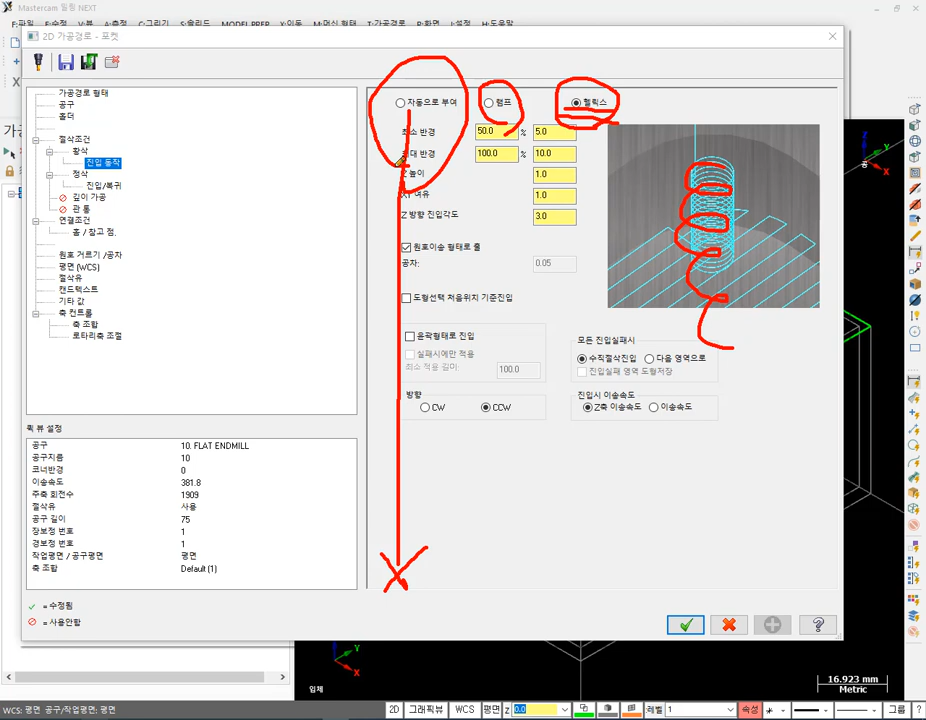 Mastercam 밀링 NEXT
F:파일 E:수정 V:뷰 A:측정 C:그리기 S:솔리드 MODEL PREP X:이동 M:머신 형태 T:가공경로 R:화면 I:설정 H:도움말
2D 가공경로 - 포켓
가공경로 형태
공구
홀더
절삭조건
황삭
진입 동작
정삭
진입/복귀
깊이 가공
관 통
연결조건
홈 / 참고 점.
원호 거르기 /공차
평면 (WCS)
절삭유
캔드텍스트
기타 값
축 컨트롤
축 조합
로타리축 조절
자동으로 부여 램프 헬릭스
최소 반경 50.0 % 5.0
최대 반경 100.0 % 10.0
Z 높이 1.0
XY 여유 1.0
Z 방향 진입각도 3.0
원호이송 형태로 줄
공차: 0.05
도형선택 처음위치 기준진입
윤곽형태로 진입
실패시에만 적용
최소 적용 길이: 100.0
방향
CW CCW
모든 진입실패시
수직절삭진입 다음 영역으로
진입실패 영역 도형저장
진입시 이송속도
Z축 이송속도 이송속도
퀵 뷰 설정
공구 10. FLAT ENDMILL
공구지름 10
코너반경 0
이송속도 381.8
주축 회전수 1909
절삭유 사용
공구 길이 75
장보정 번호 1
경보정 번호 1
작업평면 / 공구평면 평면
축 조합 Default (1)
= 수정됨
= 사용안함
Y
X
Z
Y
X
입체
16.923 mm
Metric
WCS: 평면 공구/작업평면: 평면 2D 그래픽뷰 WCS 평면 Z 0.0 레벨 1 속성 그룹 ?